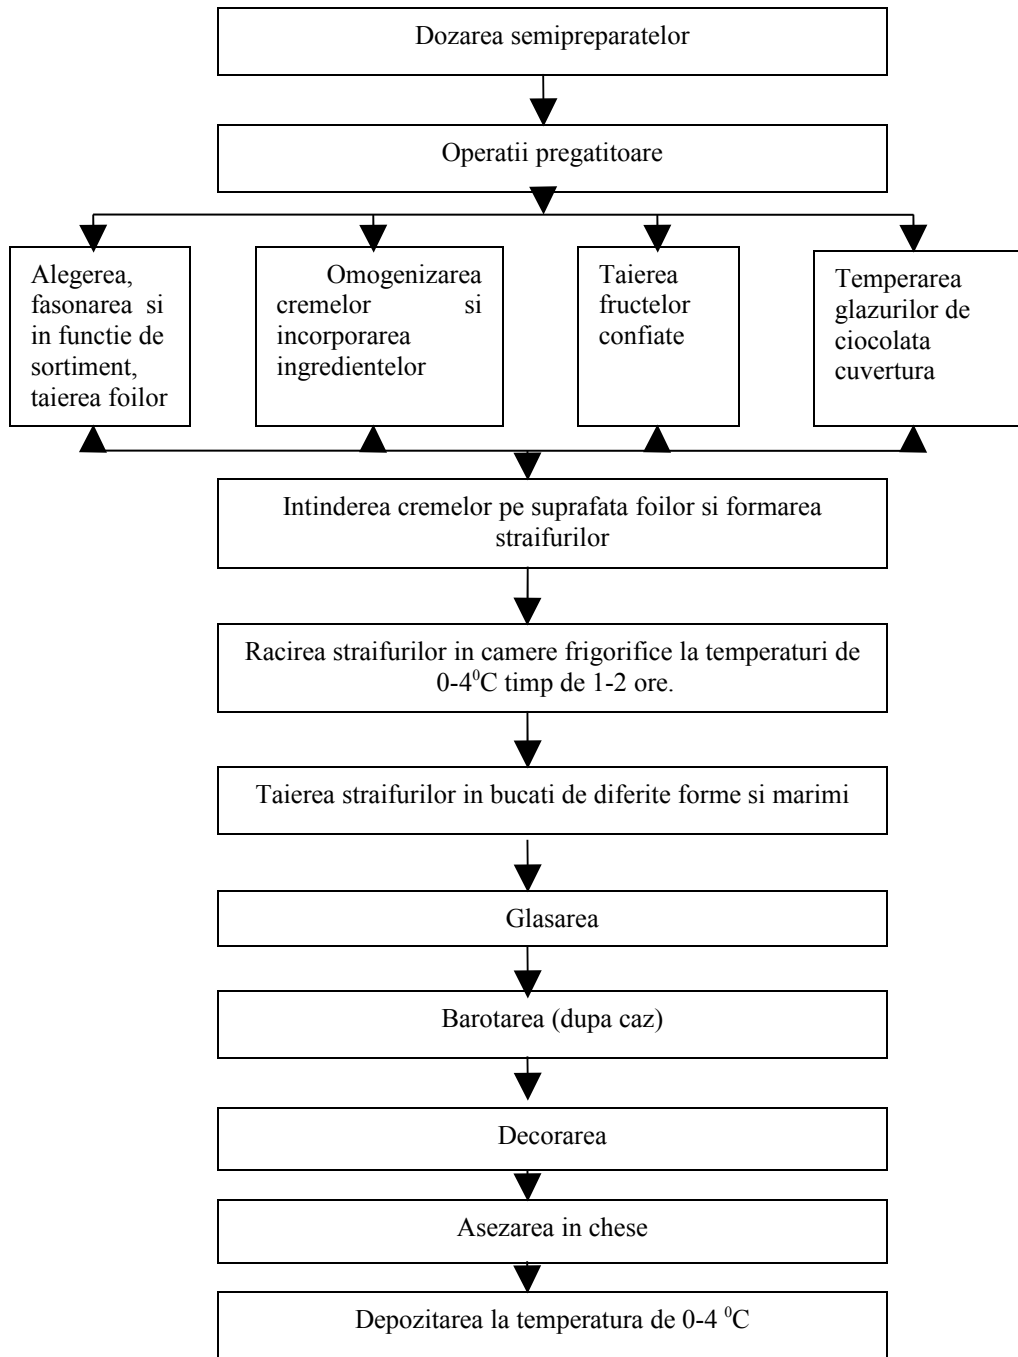 Dozarea semipreparatelor
Operatii pregatitoare
Alegerea,
fasonarea si
in functie de
sortiment,
taierea foilor
Omogenizarea
cremelor si
incorporarea
ingredientelor
Taierea
fructelor
confiate
Temperarea
glazurilor de
ciocolata
cuvertura
Intinderea cremelor pe suprafata foilor si formarea
straifurilor
Racirea straifurilor in camere frigorifice la temperaturi de
0-4⁰C timp de 1-2 ore.
Taierea straifurilor in bucati de diferite forme si marimi
Glasarea
Barotarea (dupa caz)
Decorarea
Asezarea in chese
Depozitarea la temperatura de 0-4 ⁰C